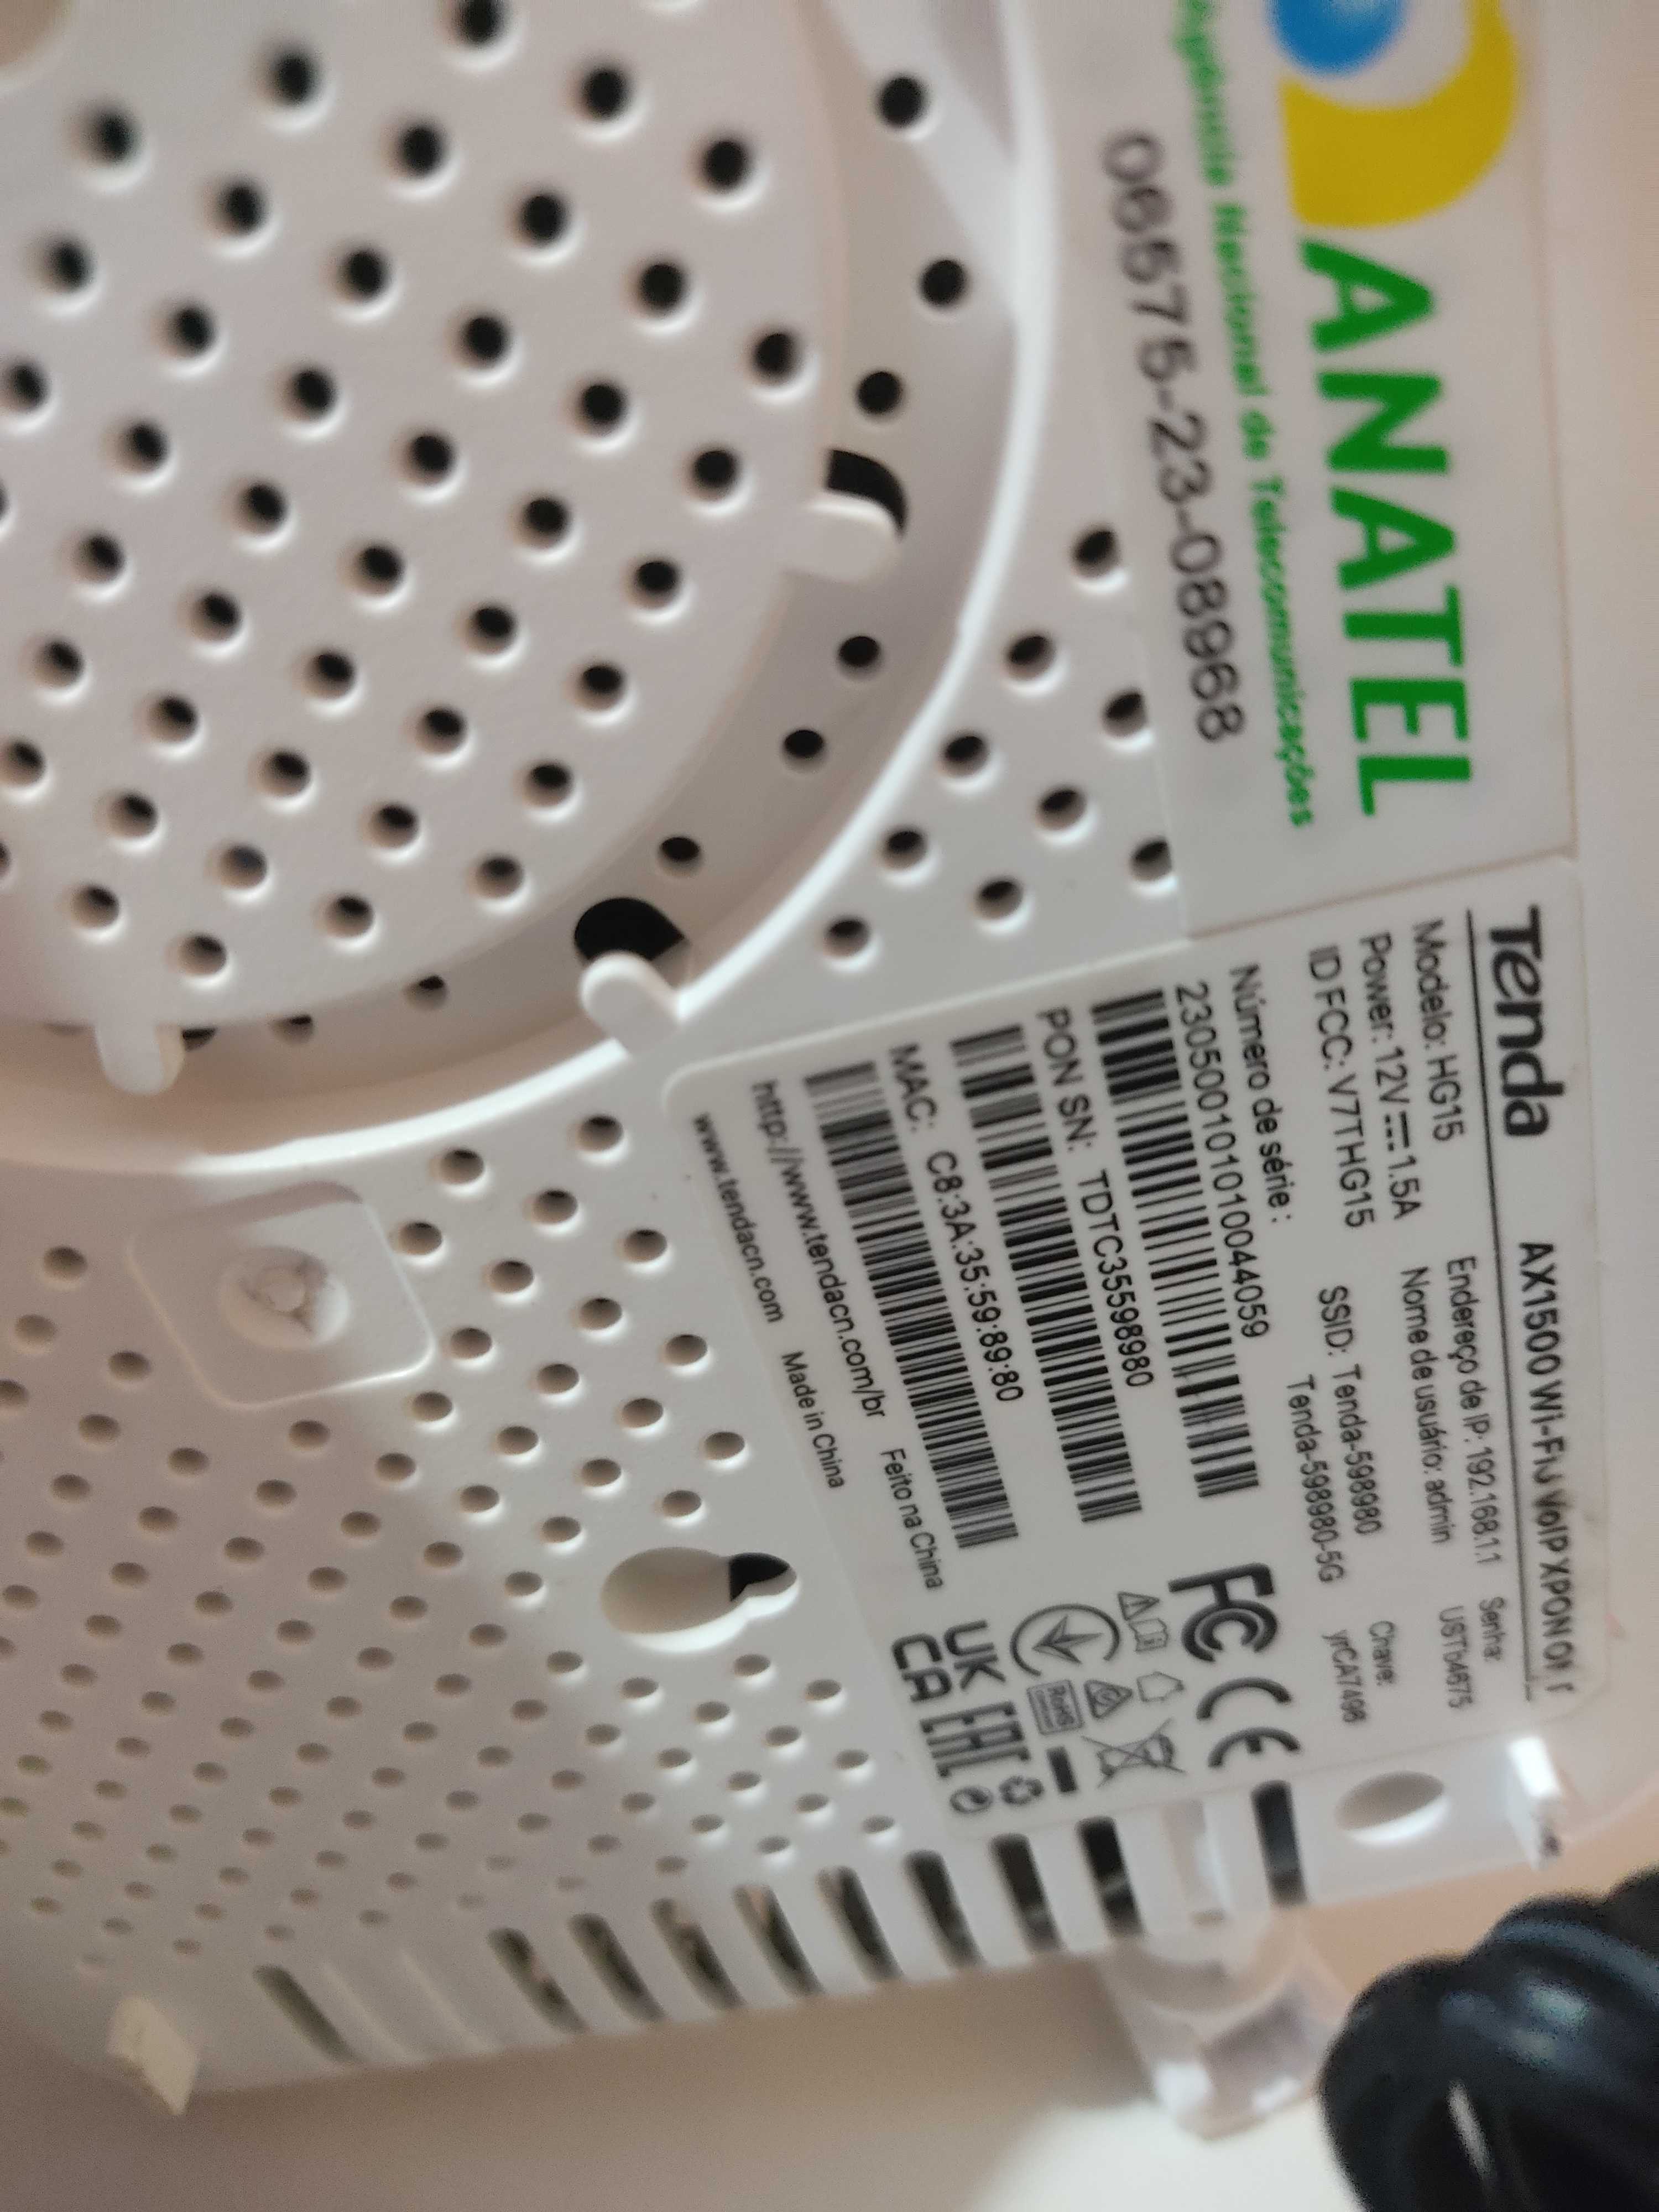 ANATEL
Agência Nacional de Telecomunicações
06575-23-08968
Tenda
AX1500 Wi-Fi VoIP XPON
Modelo: HG15
Power: 12V⎓1.5A
ID FCC: V7THG15
Endereço de IP: 192.168.1.1
Nome de usuário: admin
Senha:
SSID: Tenda-598980
Tenda-598980-5G
Chave:
Número de série :
PON SN: TDTC35598980
MAC: C8:3A:35:59:89:80
http://www.tendacn.com/br Feito na China
www.tendacn.com Made in China
FC CE
RoHS
UK
CA
EAC